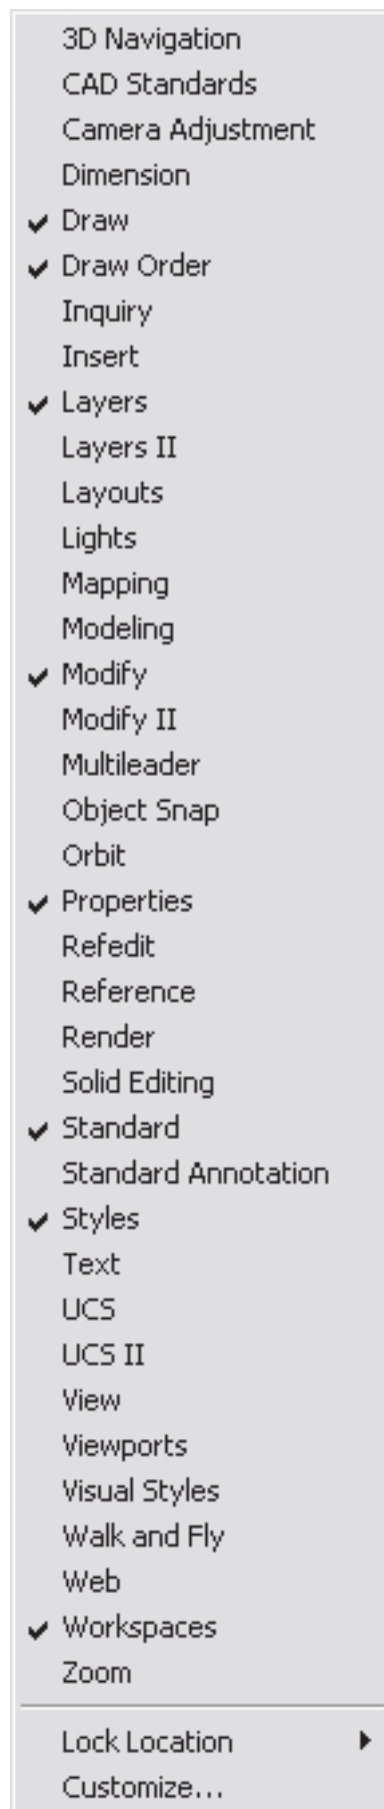 3D Navigation
CAD Standards
Camera Adjustment
Dimension
Draw
Draw Order
Inquiry
Insert
Layers
Layers II
Layouts
Lights
Mapping
Modeling
Modify
Modify II
Multileader
Object Snap
Orbit
Properties
Refedit
Reference
Render
Solid Editing
Standard
Standard Annotation
Styles
Text
UCS
UCS II
View
Viewports
Visual Styles
Walk and Fly
Web
Workspaces
Zoom
Lock Location
Customize...